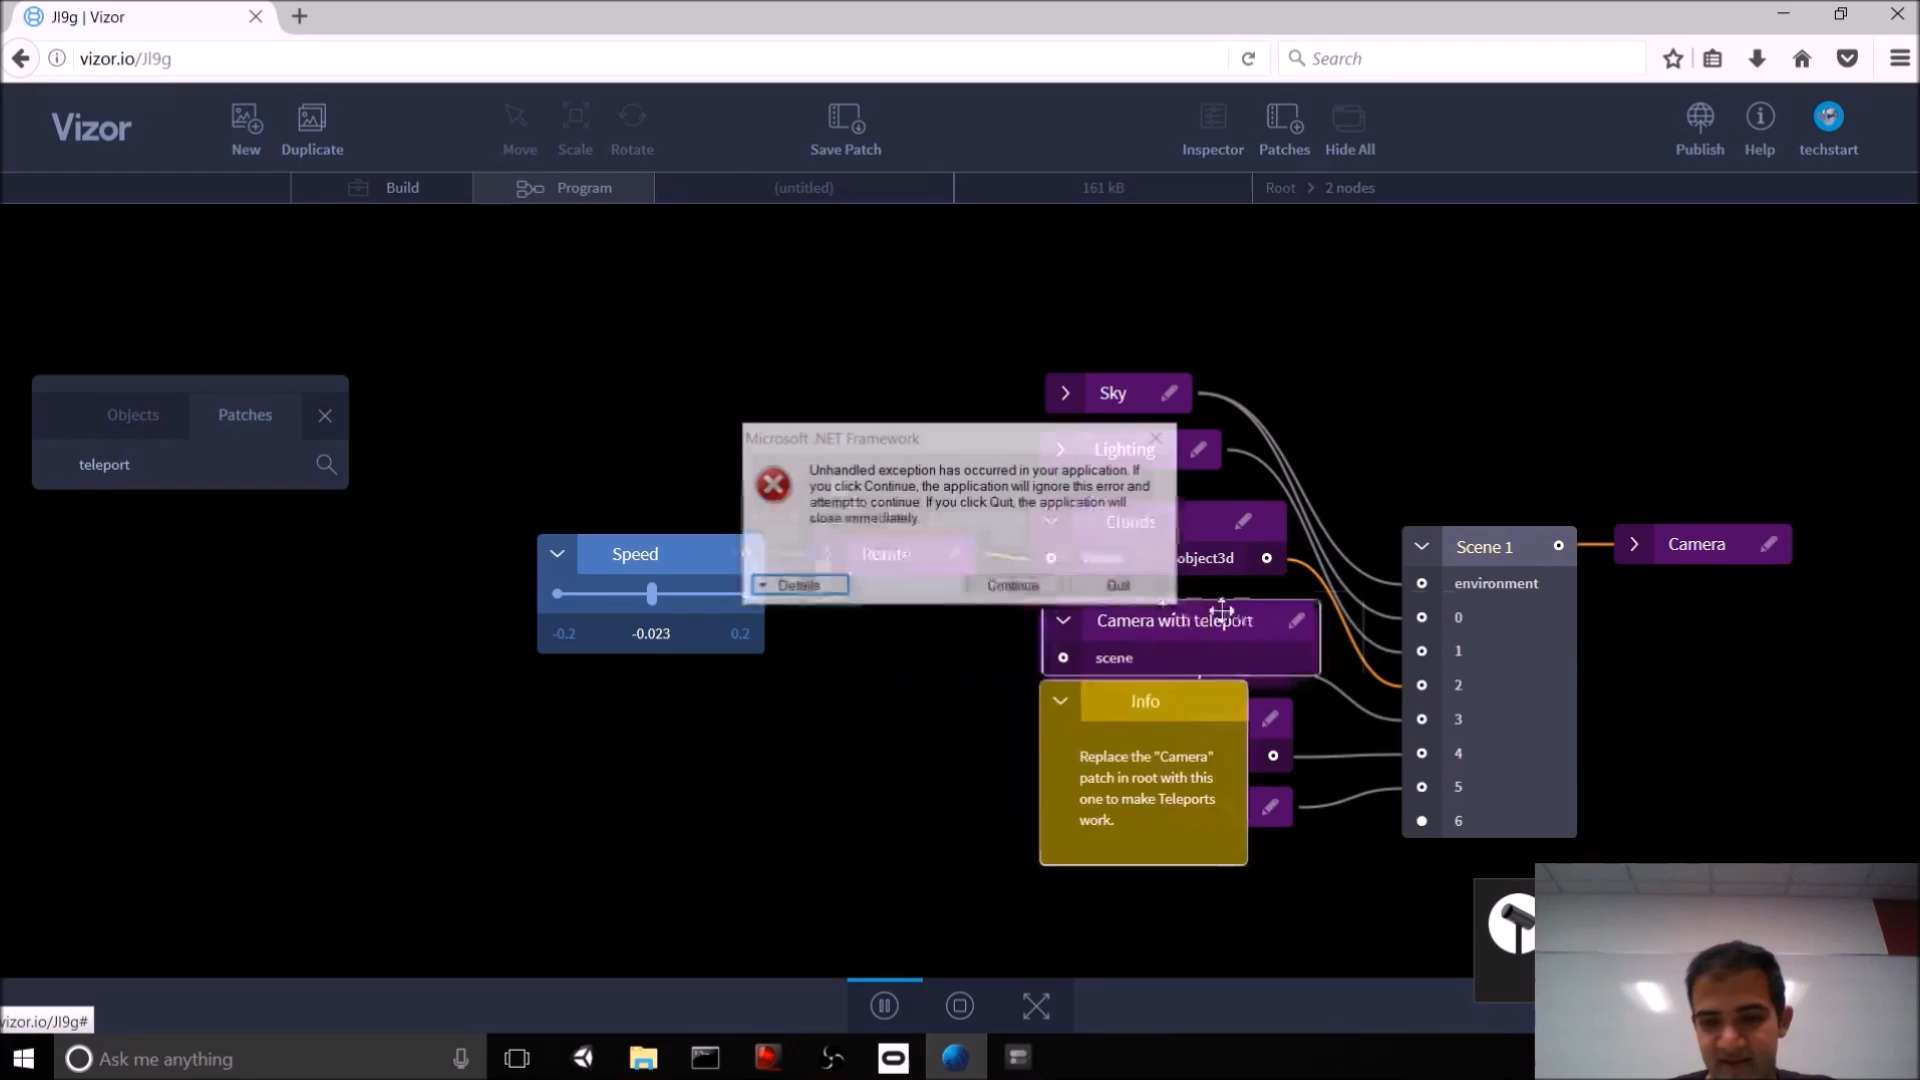 Jl9g | Vizor
vizor.io/Jl9g
Search
Vizor
New
Duplicate
Move
Scale
Rotate
Save Patch
Inspector
Patches
Hide All
Publish
Help
techstart
Build
Program
(untitled)
161 kB
Root > 2 nodes
Objects
Patches
teleport
Sky
Microsoft .NET Framework
Lighting
Unhandled exception has occurred in your application. If
you click Continue, the application will ignore this error and
attempt to continue. If you click Quit, the application will
close immediately.
Clouds
object3d
Speed
-0.2
-0.023
0.2
Details
Continue
Quit
Camera with teleport
scene
Info
Replace the "Camera"
patch in root with this
one to make Teleports
work.
Scene 1
environment
0
1
2
3
4
5
6
Camera
vizor.io/Jl9g#
Ask me anything